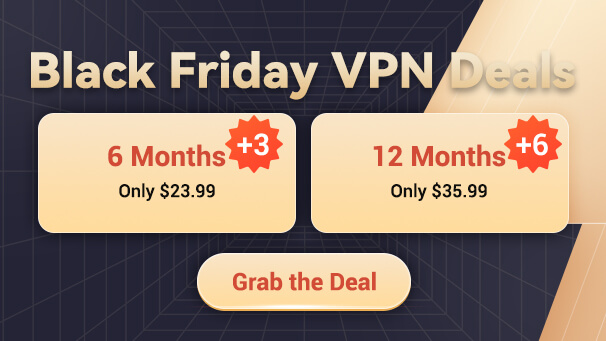 Black Friday VPN Deals
6 Months +3
Only $23.99
12 Months +6
Only $35.99
Grab the Deal